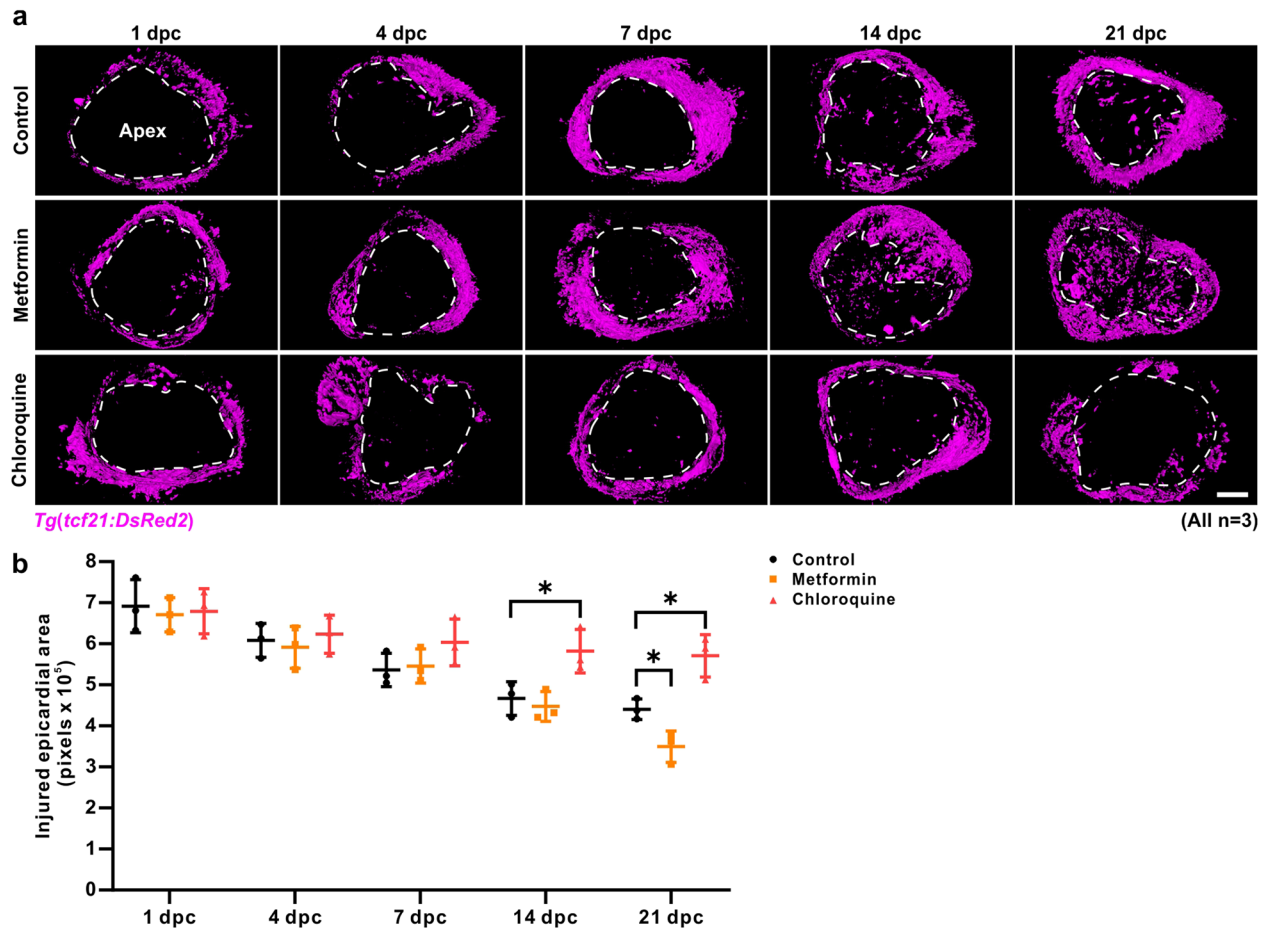 a
1 dpc 4 dpc 7 dpc 14 dpc 21 dpc
Control
Apex
Metformin
Chloroquine
Tg(tcf21:DsRed2)
(All n=3)
b
Injured epicardial area
(pixels x 10⁵)
8
7
6
5
4
3
2
1
0
* * *
1 dpc 4 dpc 7 dpc 14 dpc 21 dpc
Control
Metformin
Chloroquine